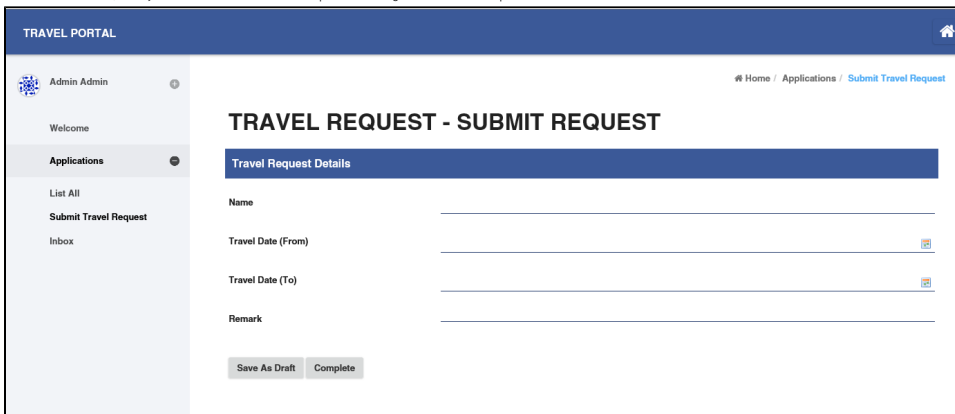 TRAVEL PORTAL
Admin Admin
Home / Applications / Submit Travel Request
Welcome
Applications
List All
Submit Travel Request
Inbox
TRAVEL REQUEST - SUBMIT REQUEST
Travel Request Details
Name
Travel Date (From)
Travel Date (To)
Remark
Save As Draft Complete